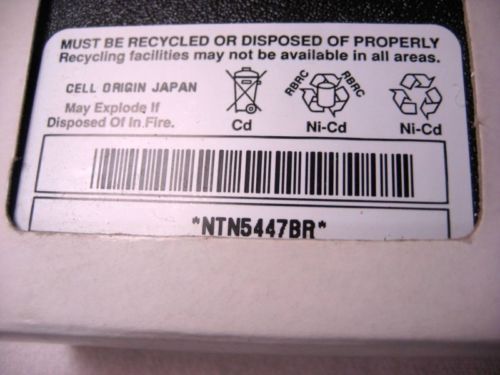 MUST BE RECYCLED OR DISPOSED OF PROPERLY
Recycling facilities may not be available in all areas.
CELL ORIGIN JAPAN
May Explode If
Disposed Of In Fire.
Cd
RBRC RBRC
Ni-Cd
Ni-Cd
*NTN5447BR*